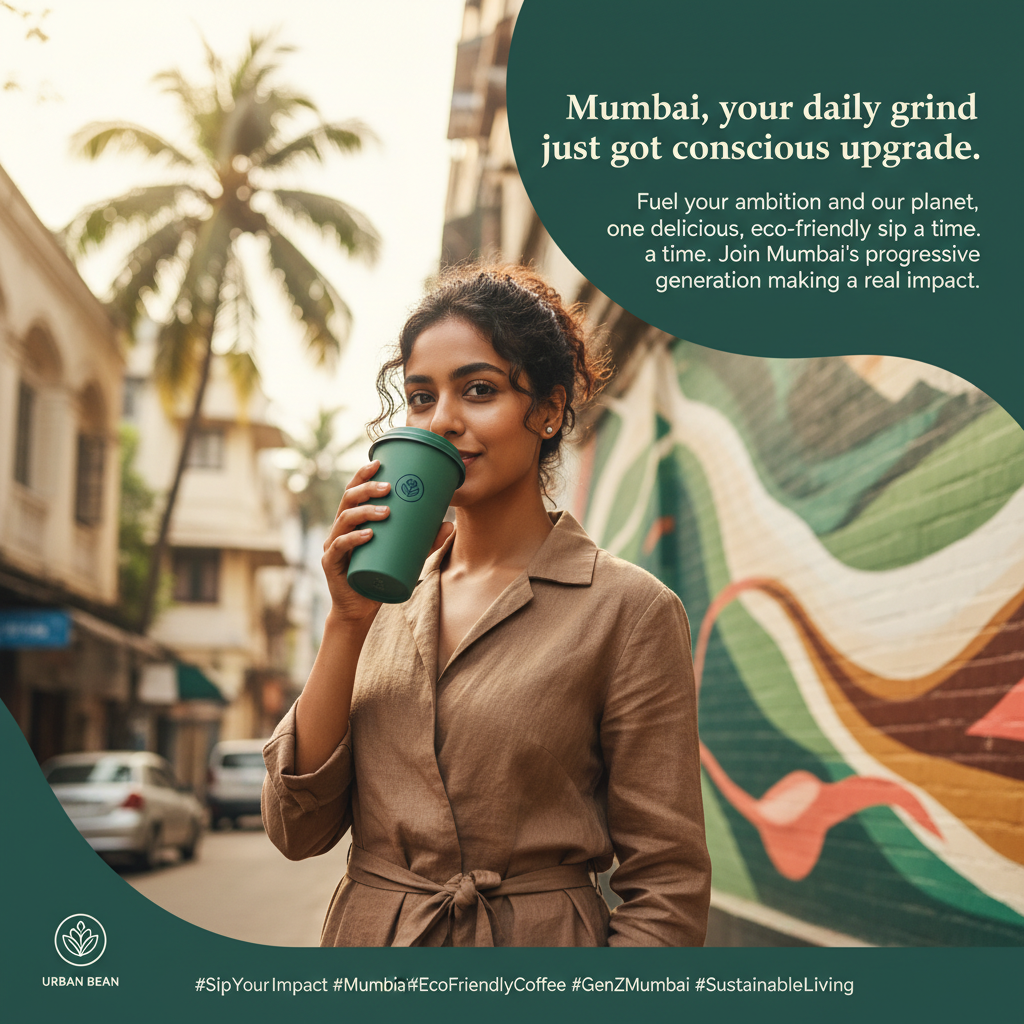 Mumbai, your daily grind
just got conscious upgrade.
Fuel your ambition and our planet,
one delicious, eco-friendly sip a time.
a time. Join Mumbai's progressive
generation making a real impact.
URBAN BEAN
#SipYourImpact #Mumbia'#EcoFriendlyCoffee #GenZMumbai #SustainableLiving